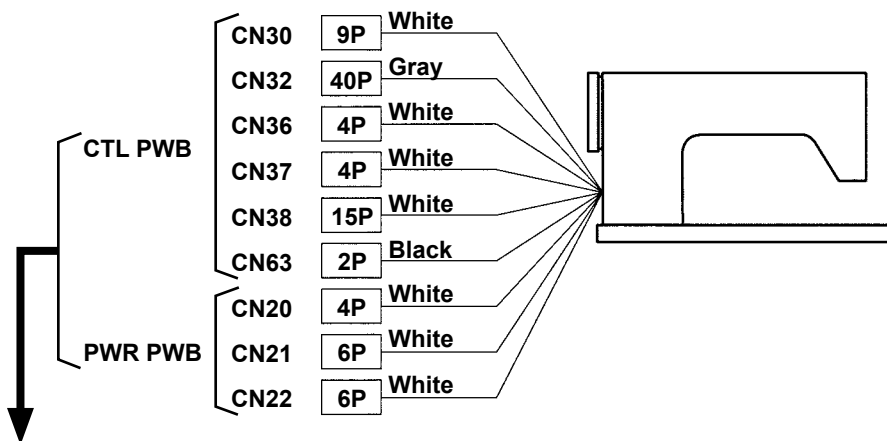 CN30 9P White
CN32 40P Gray
CN36 4P White
CTL PWB
CN37 4P White
CN38 15P White
CN63 2P Black
CN20 4P White
PWR PWB
CN21 6P White
CN22 6P White